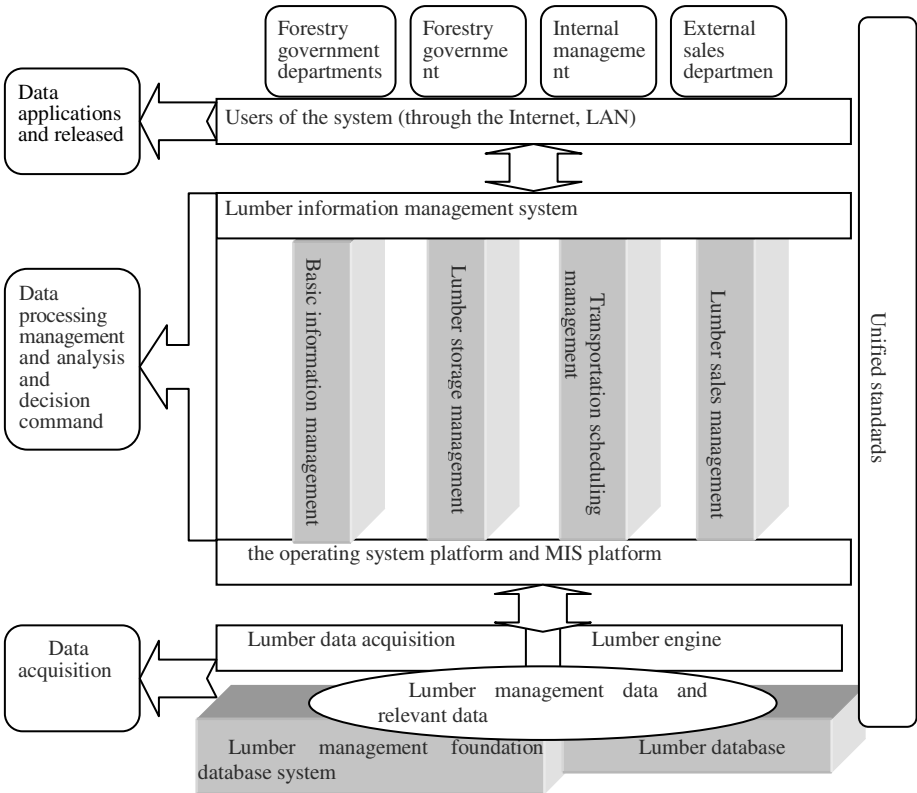 Forestry
government
departments
Forestry
governme
nt
Internal
manageme
nt
External
sales
departmen
Data
applications
and released
Users of the system (through the Internet, LAN)
Lumber information management system
Data
processing
management
and analysis
and
decision
command
Basic information management
Lumber storage management
Transportation scheduling
management
Lumber sales management
Unified standards
the operating system platform and MIS platform
Data
acquisition
Lumber data acquisition
Lumber engine
Lumber management data and
relevant data
Lumber management foundation
database system
Lumber database